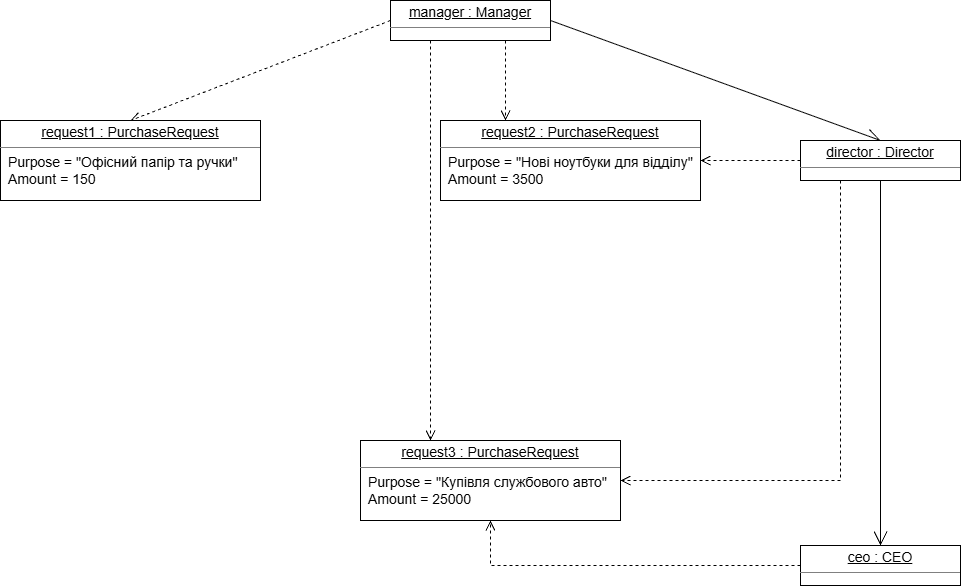 manager : Manager
request1 : PurchaseRequest
Purpose = "Офісний папір та ручки"
Amount = 150
request2 : PurchaseRequest
Purpose = "Нові ноутбуки для відділу"
Amount = 3500
director : Director
request3 : PurchaseRequest
Purpose = "Купівля службового авто"
Amount = 25000
ceo : CEO